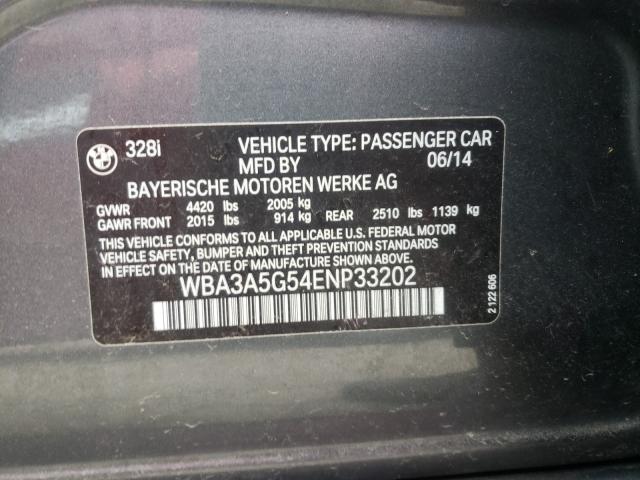 328i VEHICLE TYPE: PASSENGER CAR
MFD BY 06/14
BAYERISCHE MOTOREN WERKE AG
GVWR 4420 lbs 2005 kg
GAWR FRONT 2015 lbs 914 kg REAR 2510 lbs 1139 kg
THIS VEHICLE CONFORMS TO ALL APPLICABLE U.S. FEDERAL MOTOR
VEHICLE SAFETY, BUMPER AND THEFT PREVENTION STANDARDS
IN EFFECT ON THE DATE OF MANUFACTURE SHOWN ABOVE.
WBA3A5G54ENP33202
2 122 606